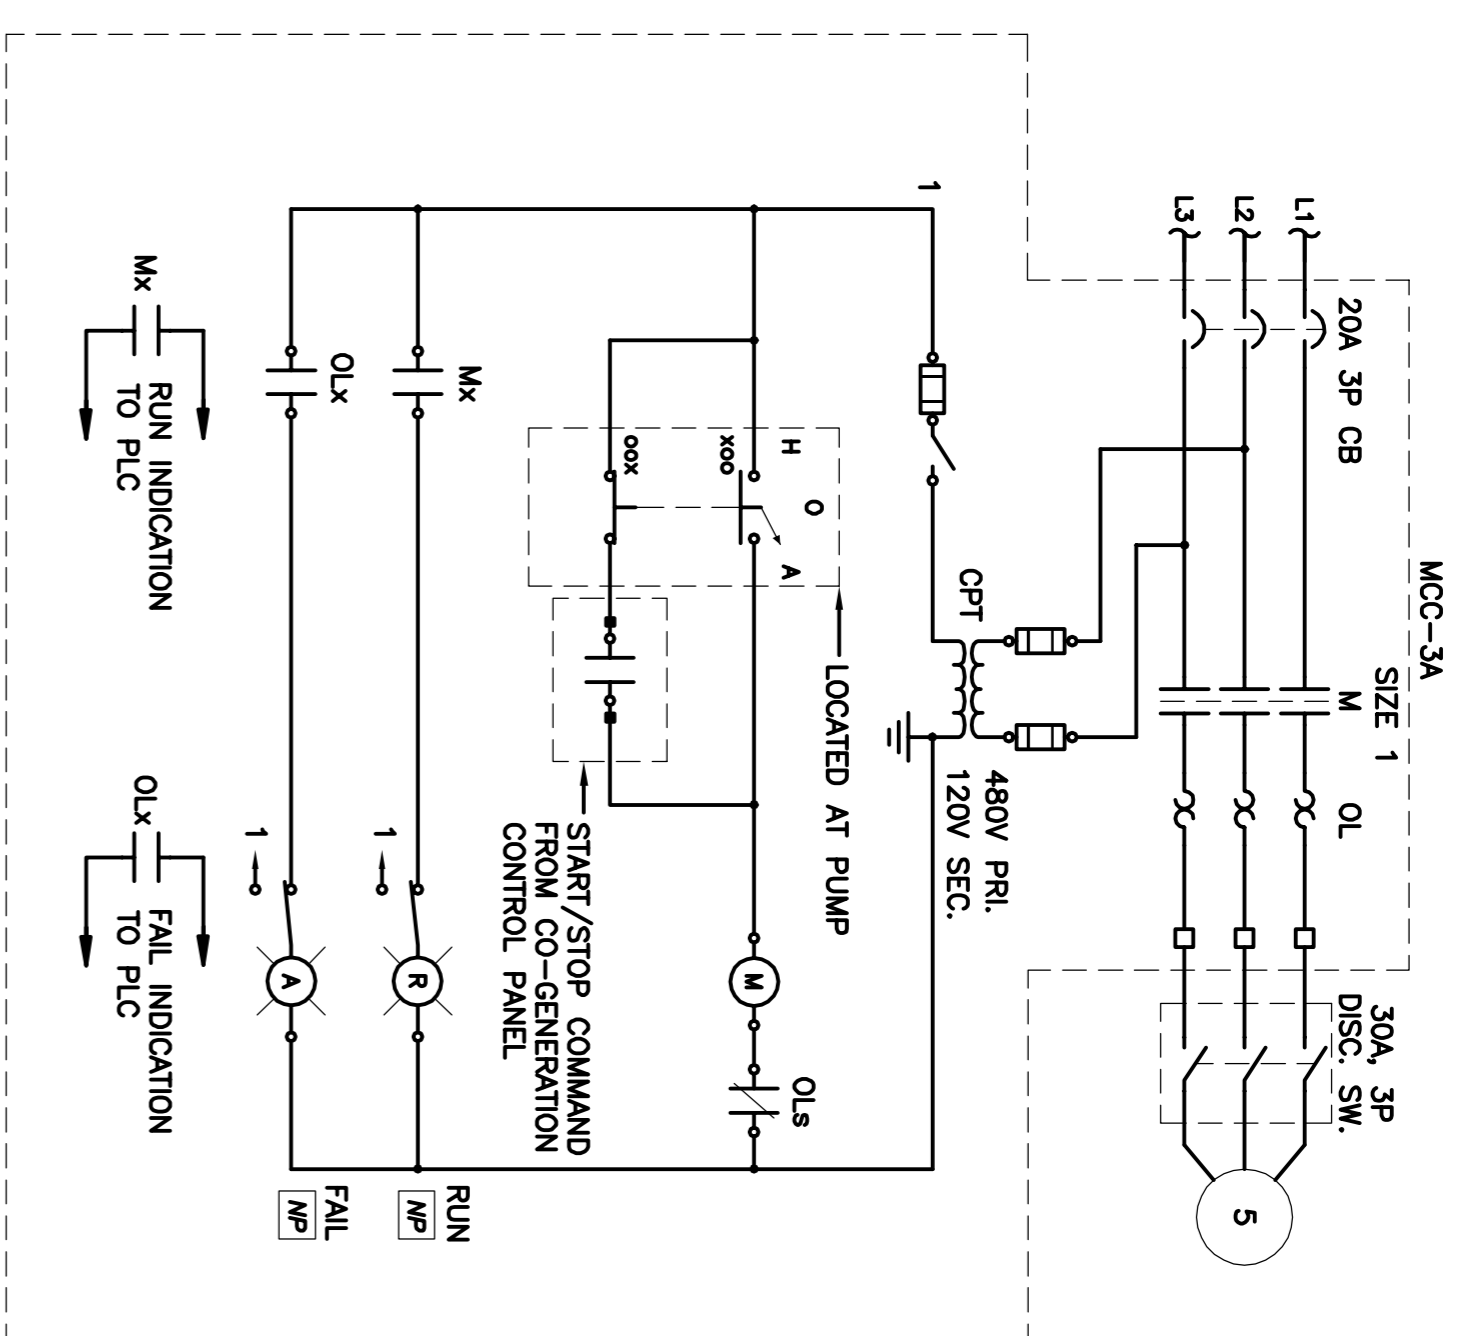 MCC-3A
SIZE 1
20A 3P CB
M
OL
30A, 3P
DISC. SW.
L1
L2
L3
5
480V PRI.
120V SEC.
CPT
1
LOCATED AT PUMP
H
O
A
XOO
OOX
M
OLs
START/STOP COMMAND
FROM CO-GENERATION
CONTROL PANEL
Mx
1
R
RUN
NP
OLx
1
A
FAIL
NP
Mx
RUN INDICATION
TO PLC
OLx
FAIL INDICATION
TO PLC